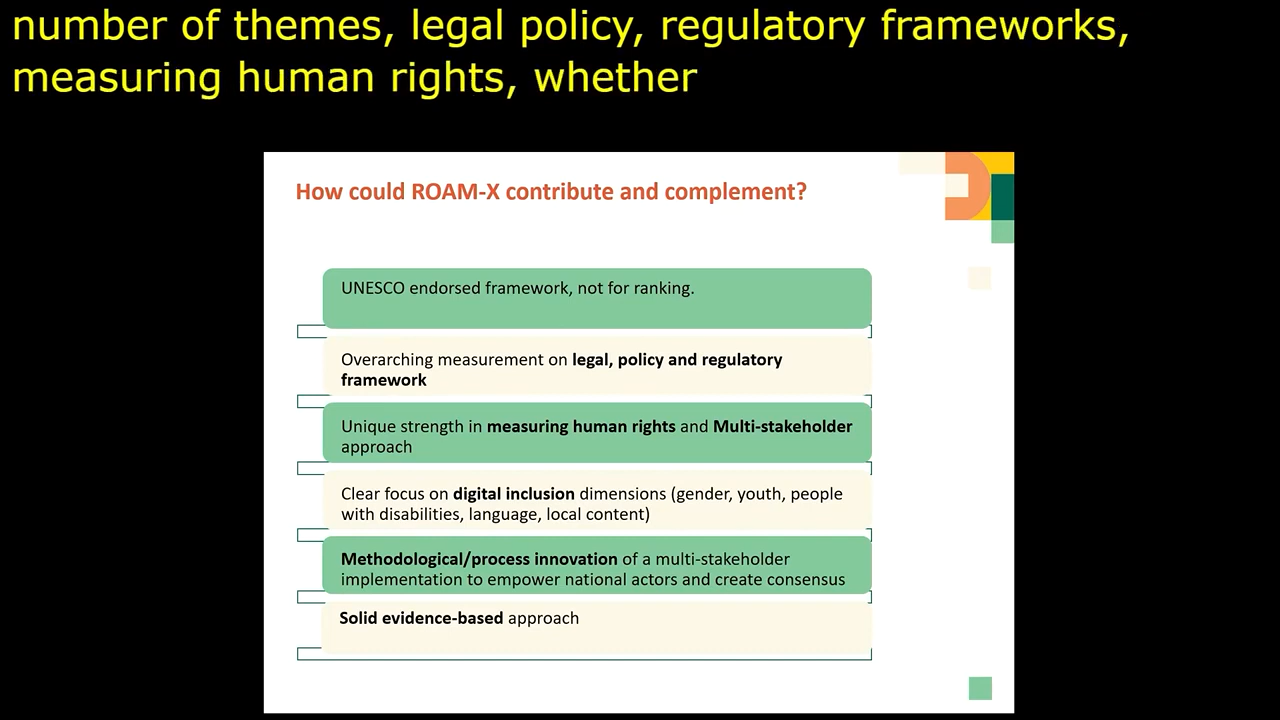 number of themes, legal policy, regulatory frameworks,
measuring human rights, whether
How could ROAM-X contribute and complement?
UNESCO endorsed framework, not for ranking.
Overarching measurement on legal, policy and regulatory
framework
Unique strength in measuring human rights and Multi-stakeholder
approach
Clear focus on digital inclusion dimensions (gender, youth, people
with disabilities, language, local content)
Methodological/process innovation of a multi-stakeholder
implementation to empower national actors and create consensus
Solid evidence-based approach